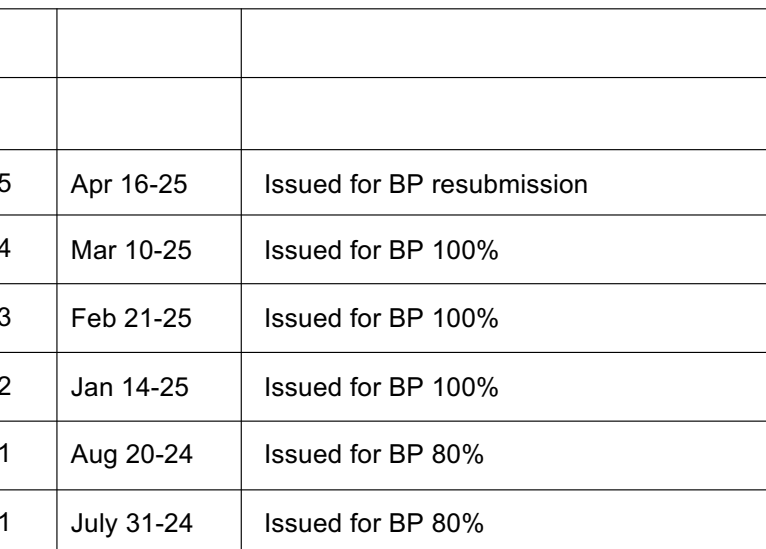 5 Apr 16-25 Issued for BP resubmission
4 Mar 10-25 Issued for BP 100%
3 Feb 21-25 Issued for BP 100%
2 Jan 14-25 Issued for BP 100%
1 Aug 20-24 Issued for BP 80%
1 July 31-24 Issued for BP 80%